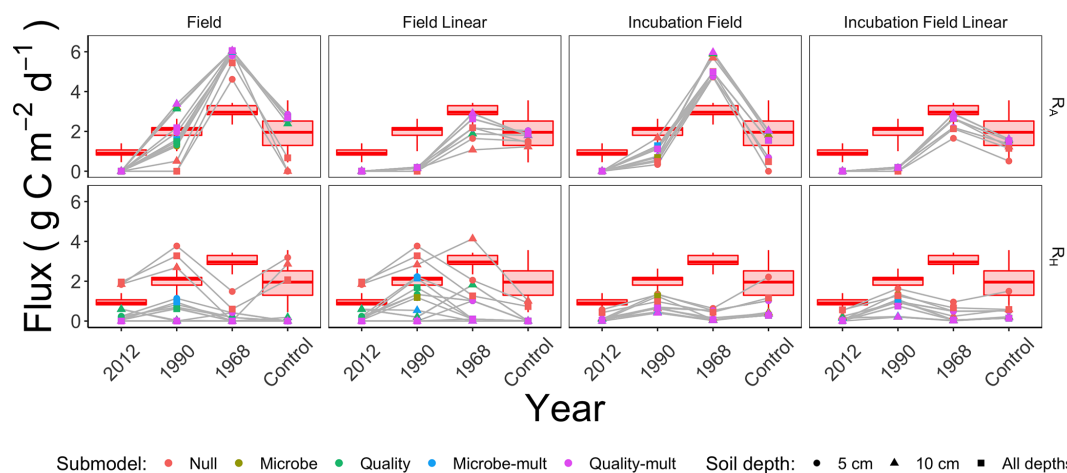 Field Field Linear Incubation Field Incubation Field Linear
Flux ( g C m−2 d−1 )
6
4
2
0
RA
6
4
2
0
RH
2012 1990 1968 Control 2012 1990 1968 Control 2012 1990 1968 Control 2012 1990 1968 Control
Year
Submodel: Null Microbe Quality Microbe-mult Quality-mult Soil depth: 5 cm 10 cm All depths